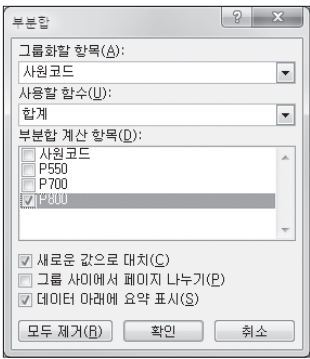 부분합
그룹화할 항목(A):
사원코드
사용할 함수(U):
합계
부분합 계산 항목(D):
사원코드
P550
P700
P800
새로운 값으로 대치(C)
그룹 사이에서 페이지 나누기(P)
데이터 아래에 요약 표시(S)
모두 제거(R) 확인 취소